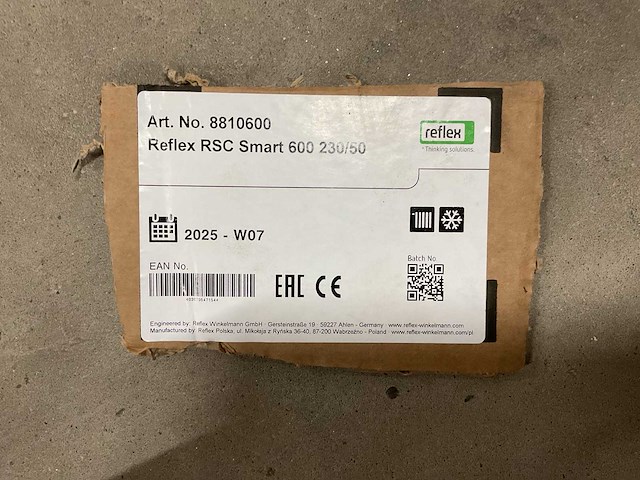 Art. No. 8810600
Reflex RSC Smart 600 230/50
reflex
Thinking solutions.
2025 - W07
EAN No.
Batch No.
EAC CE
Engineered by: Reflex Winkelmann GmbH - Gersteinstraße 19 - 59227 Ahlen - Germany www.reflex-winkelmann.com
Manufactured by: Reflex Polska, ul. Mikołaja z Ryńska 36-40, 87-200 Wąbrzeźno - Poland www.reflex-winkelmann.com/pl